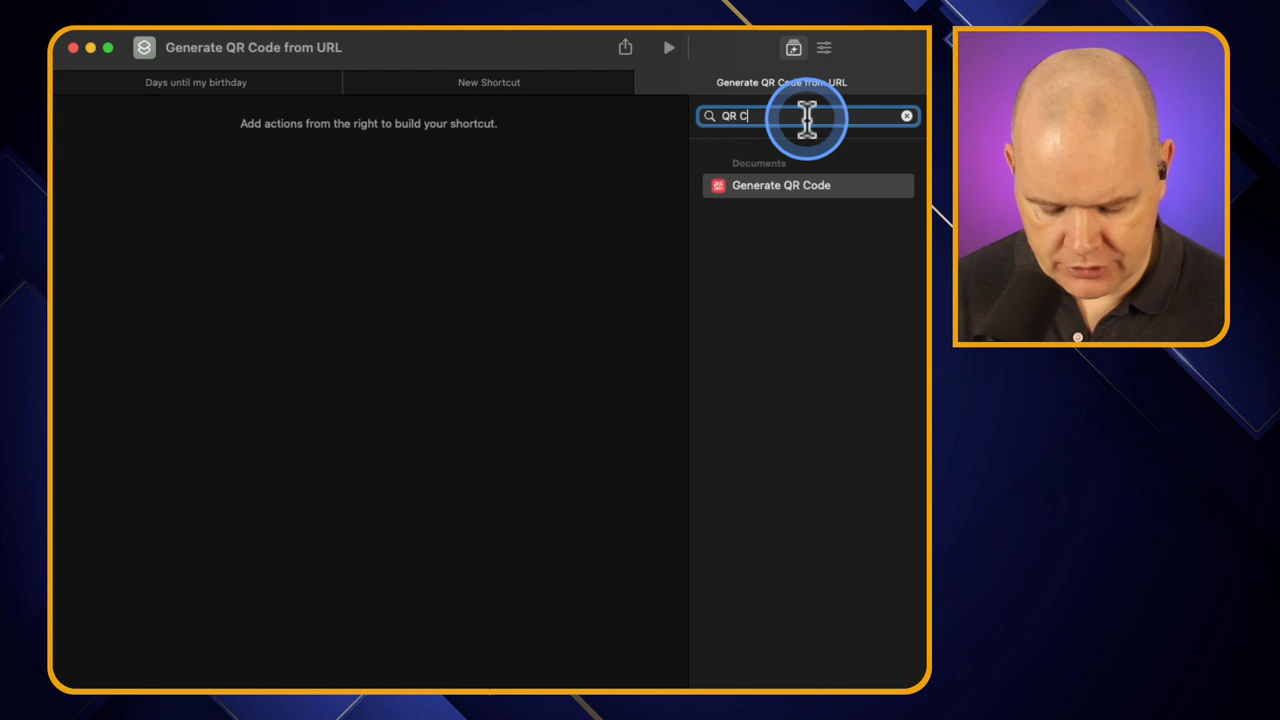 Generate QR Code from URL
Days until my birthday
New Shortcut
Generate QR Code from URL
QR C
Add actions from the right to build your shortcut.
Documents
Generate QR Code